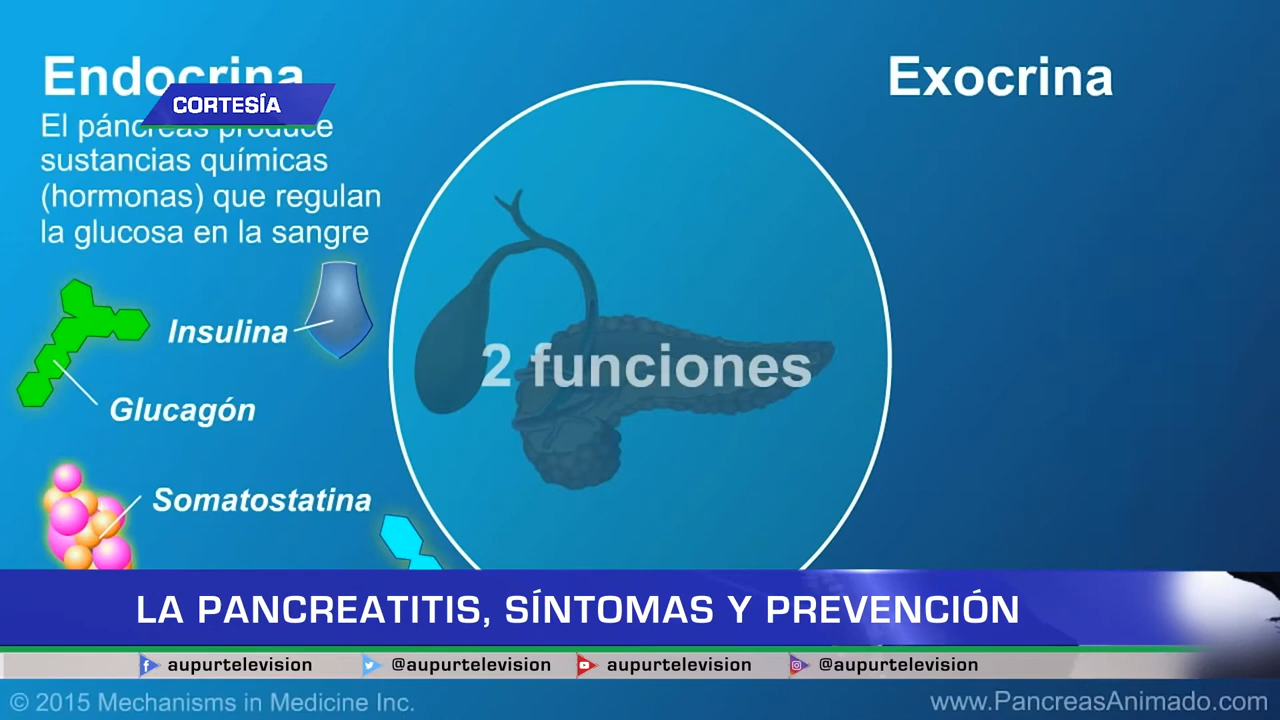 Endocrina
Exocrina
CORTESÍA
El páncreas produce
sustancias químicas
(hormonas) que regulan
la glucosa en la sangre
Insulina
Glucagón
2 funciones
Somatostatina
LA PANCREATITIS, SÍNTOMAS Y PREVENCIÓN
aupurtelevision @aupurtelevision aupurtelevision @aupurtelevision
© 2015 Mechanisms in Medicine Inc. www.PancreasAnimado.com